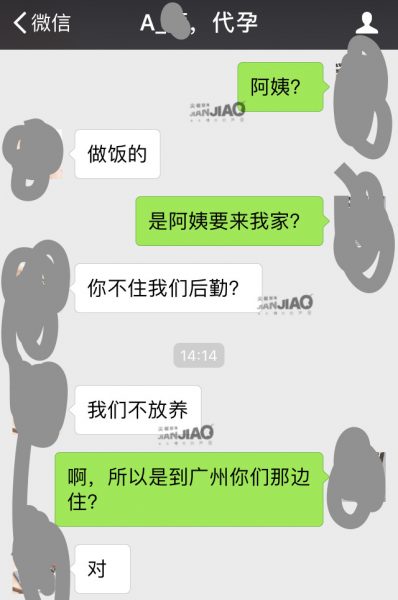 微信
A_
，代孕
阿姨？
做饭的
是阿姨要来我家？
你不住我们后勤？
JIANJIAO
14:14
我们不放养
JIANJIAO
啊，所以是到广州你们那边
住？
对